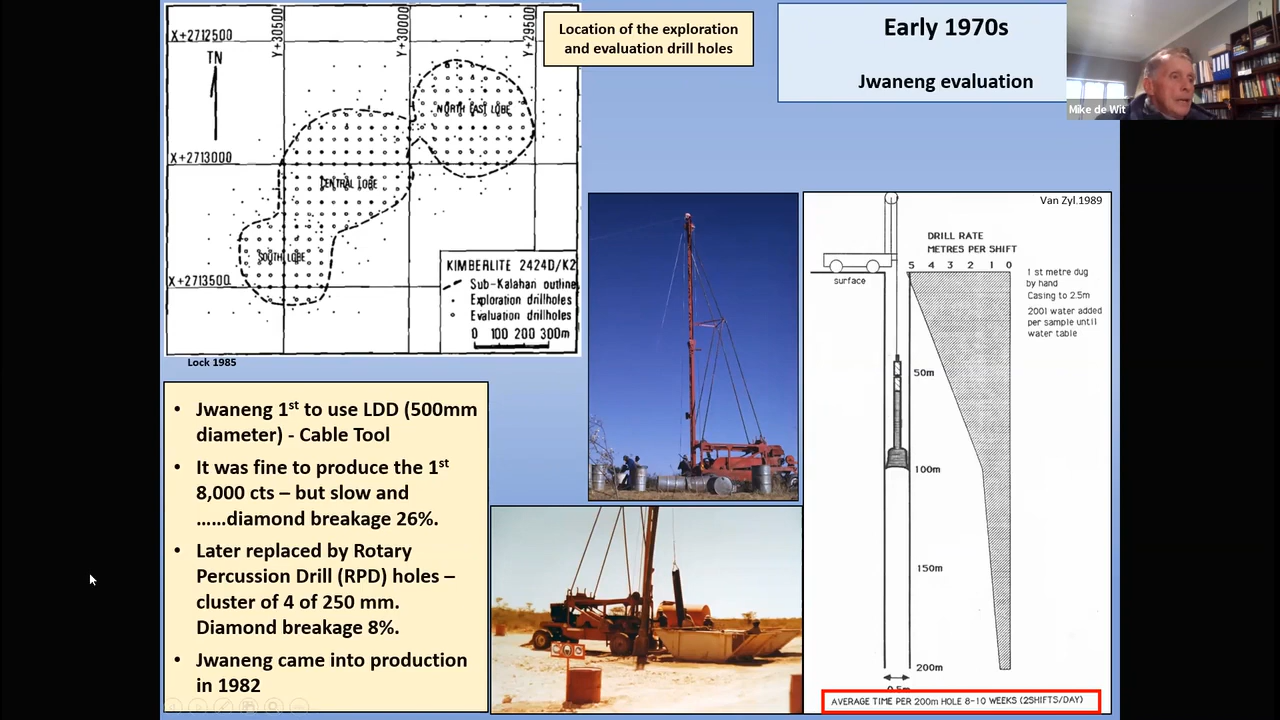 Early 1970s
Jwaneng evaluation
Mike de Wit
Location of the exploration
and evaluation drill holes
Y+30500
Y+30000
Y+29500
X+2712500
TN
NORTH EAST LOBE
X+2713000
CENTRAL LOBE
SOUTH LOBE
X+2713500
KIMBERLITE 2424D/K2
Sub-Kalahari outline
Exploration drillholes
Evaluation drillholes
0 100 200 300m
Lock 1985
• Jwaneng 1st to use LDD (500mm
diameter) - Cable Tool
• It was fine to produce the 1st
8,000 cts – but slow and
……diamond breakage 26%.
• Later replaced by Rotary
Percussion Drill (RPD) holes –
cluster of 4 of 250 mm.
Diamond breakage 8%.
• Jwaneng came into production
in 1982
Van Zyl.1989
DRILL RATE
METRES PER SHIFT
5 4 3 2 1 0
surface
1 st metre dug
by hand
Casing to 2.5m
200l water added
per sample until
water table
50m
100m
150m
200m
0.5m
AVERAGE TIME PER 200m HOLE 8-10 WEEKS (2SHIFTS/DAY)